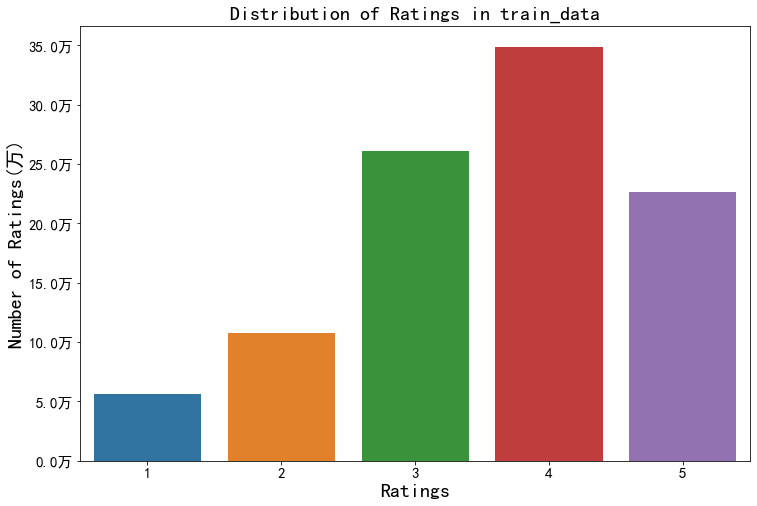 Distribution of Ratings in train_data
Number of Ratings(万)
35.0万
30.0万
25.0万
20.0万
15.0万
10.0万
5.0万
0.0万
1 2 3 4 5
Ratings